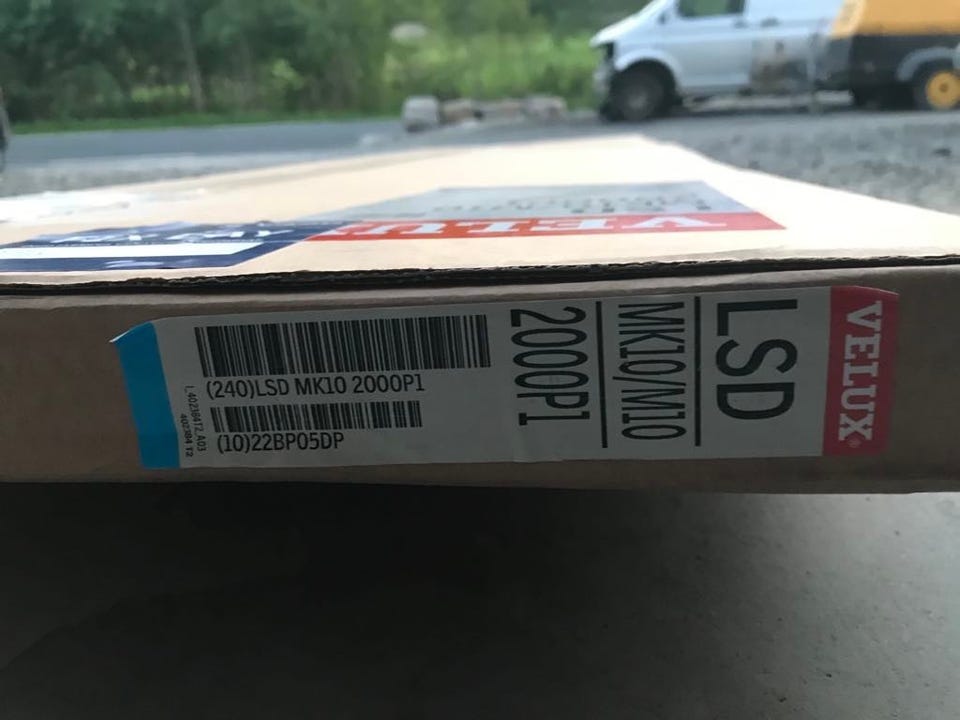 VELUX
(240)LSD MK10 2000P1
(10)22BP05DP
2000P1
MK10/M10
LSD
VELUX®